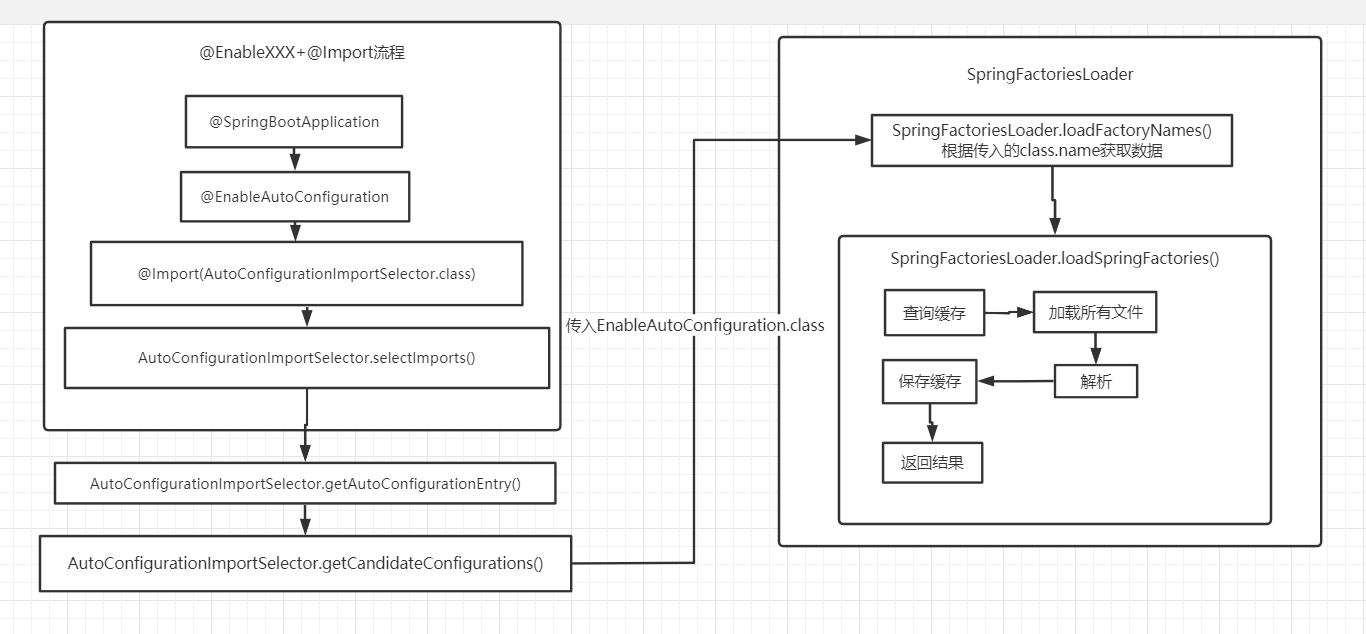 @EnableXXX+@Import流程
@SpringBootApplication
@EnableAutoConfiguration
@Import(AutoConfigurationImportSelector.class)
AutoConfigurationImportSelector.selectImports()
AutoConfigurationImportSelector.getAutoConfigurationEntry()
AutoConfigurationImportSelector.getCandidateConfigurations()
传入EnableAutoConfiguration.class
SpringFactoriesLoader
SpringFactoriesLoader.loadFactoryNames()
根据传入的class.name获取数据
SpringFactoriesLoader.loadSpringFactories()
查询缓存
加载所有文件
解析
保存缓存
返回结果